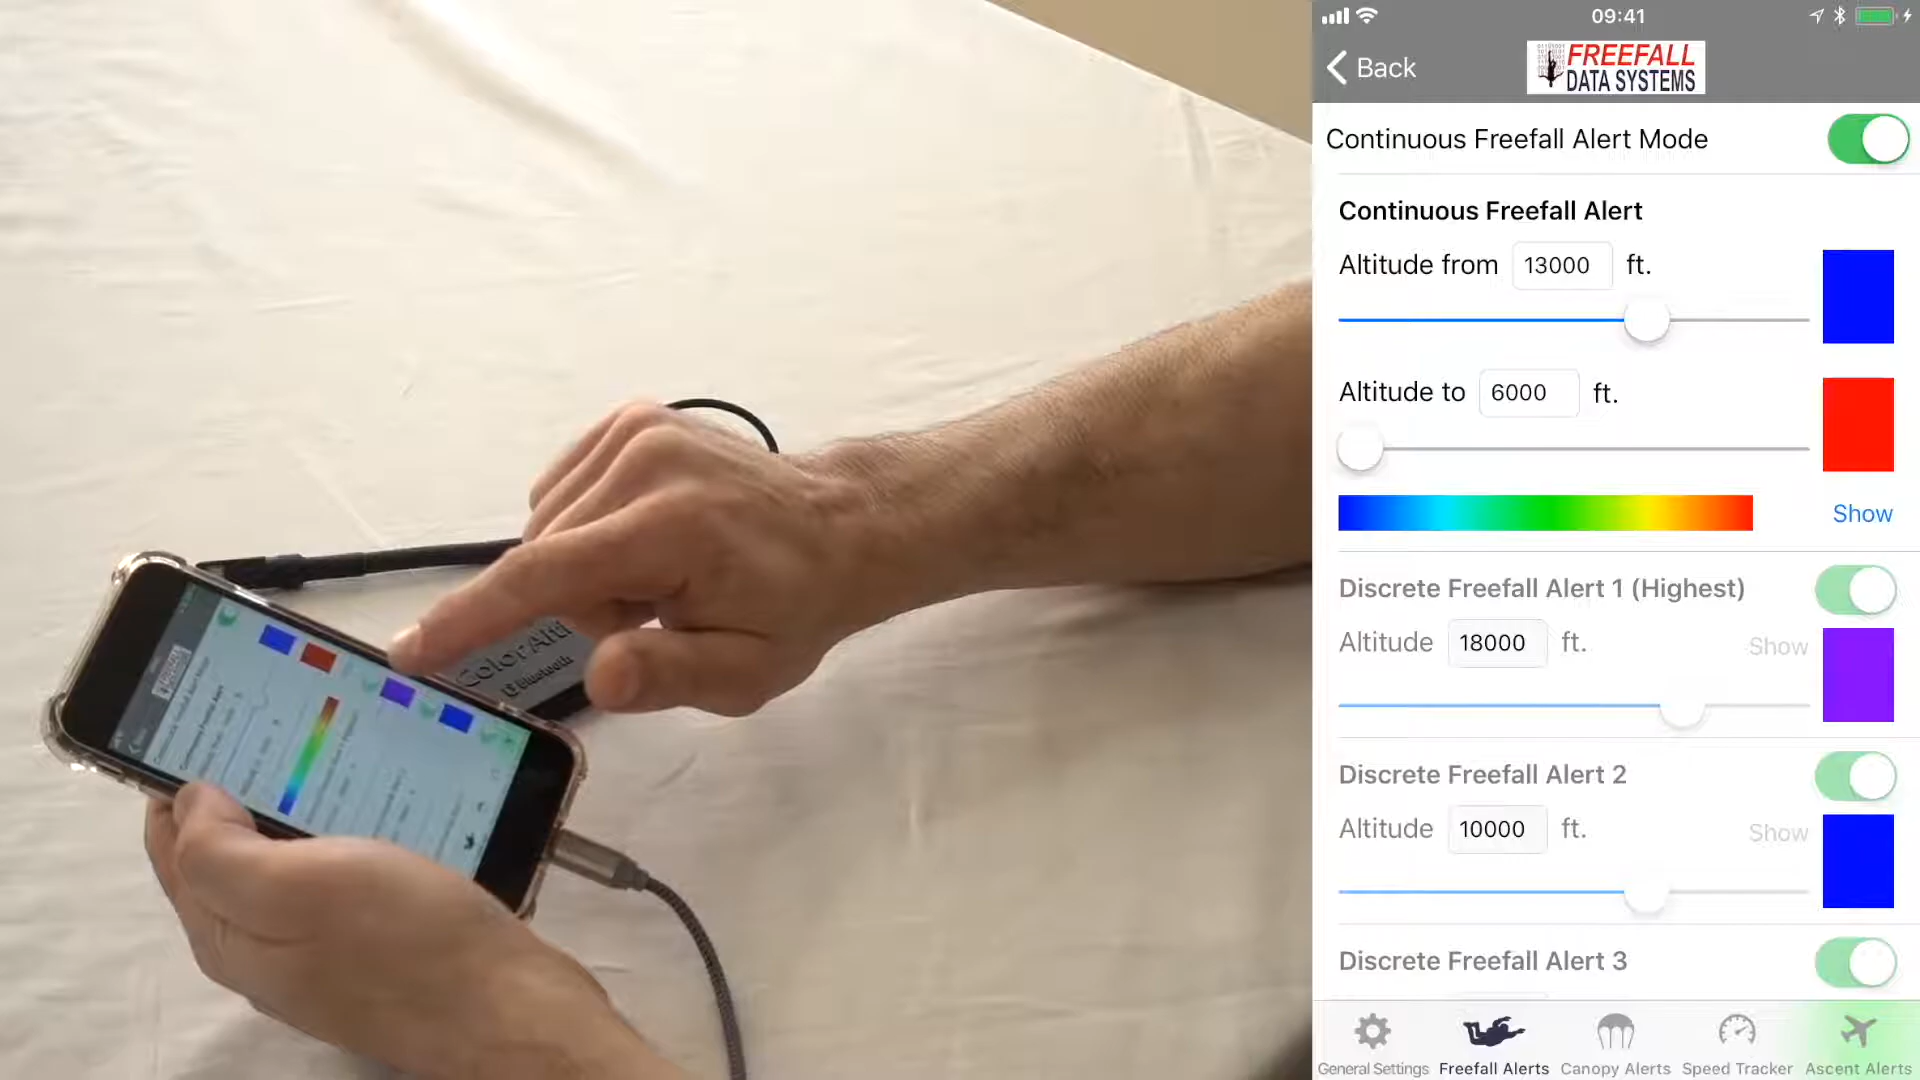 ColorAlti
Bluetooth
09:41
Back
FREEFALL
DATA SYSTEMS
Continuous Freefall Alert Mode
Continuous Freefall Alert
Altitude from 13000 ft.
Altitude to 6000 ft.
Show
Discrete Freefall Alert 1 (Highest)
Altitude 18000 ft. Show
Discrete Freefall Alert 2
Altitude 10000 ft. Show
Discrete Freefall Alert 3
General Settings Freefall Alerts Canopy Alerts Speed Tracker Ascent Alerts